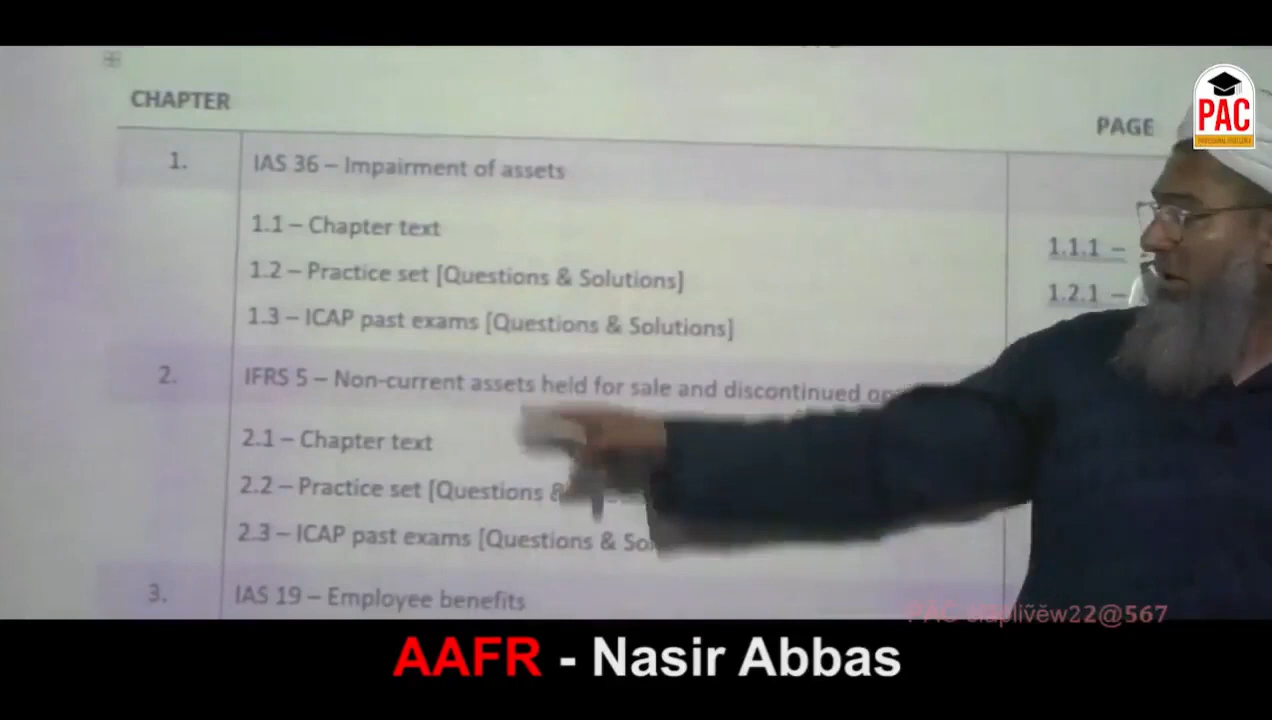 CHAPTER
PAGE
PAC
1. IAS 36 – Impairment of assets
1.1 – Chapter text
1.1.1 –
1.2 – Practice set [Questions & Solutions]
1.2.1 –
1.3 – ICAP past exams [Questions & Solutions]
2. IFRS 5 – Non-current assets held for sale and discontinued op
2.1 – Chapter text
2.2 – Practice set [Questions &
2.3 – ICAP past exams [Questions & So
3. IAS 19 – Employee benefits
AAFR - Nasir Abbas